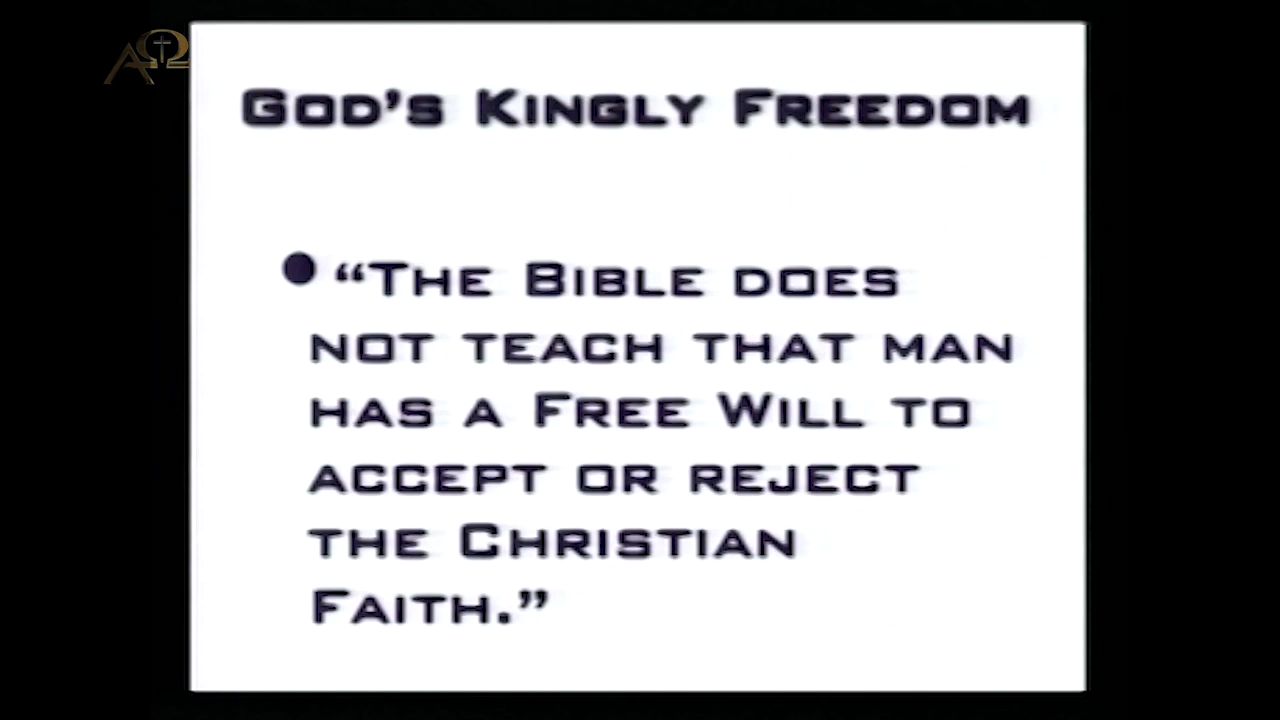 AΩ
God's Kingly Freedom
• “The Bible does
not teach that man
has a Free Will to
accept or reject
the Christian
Faith.”